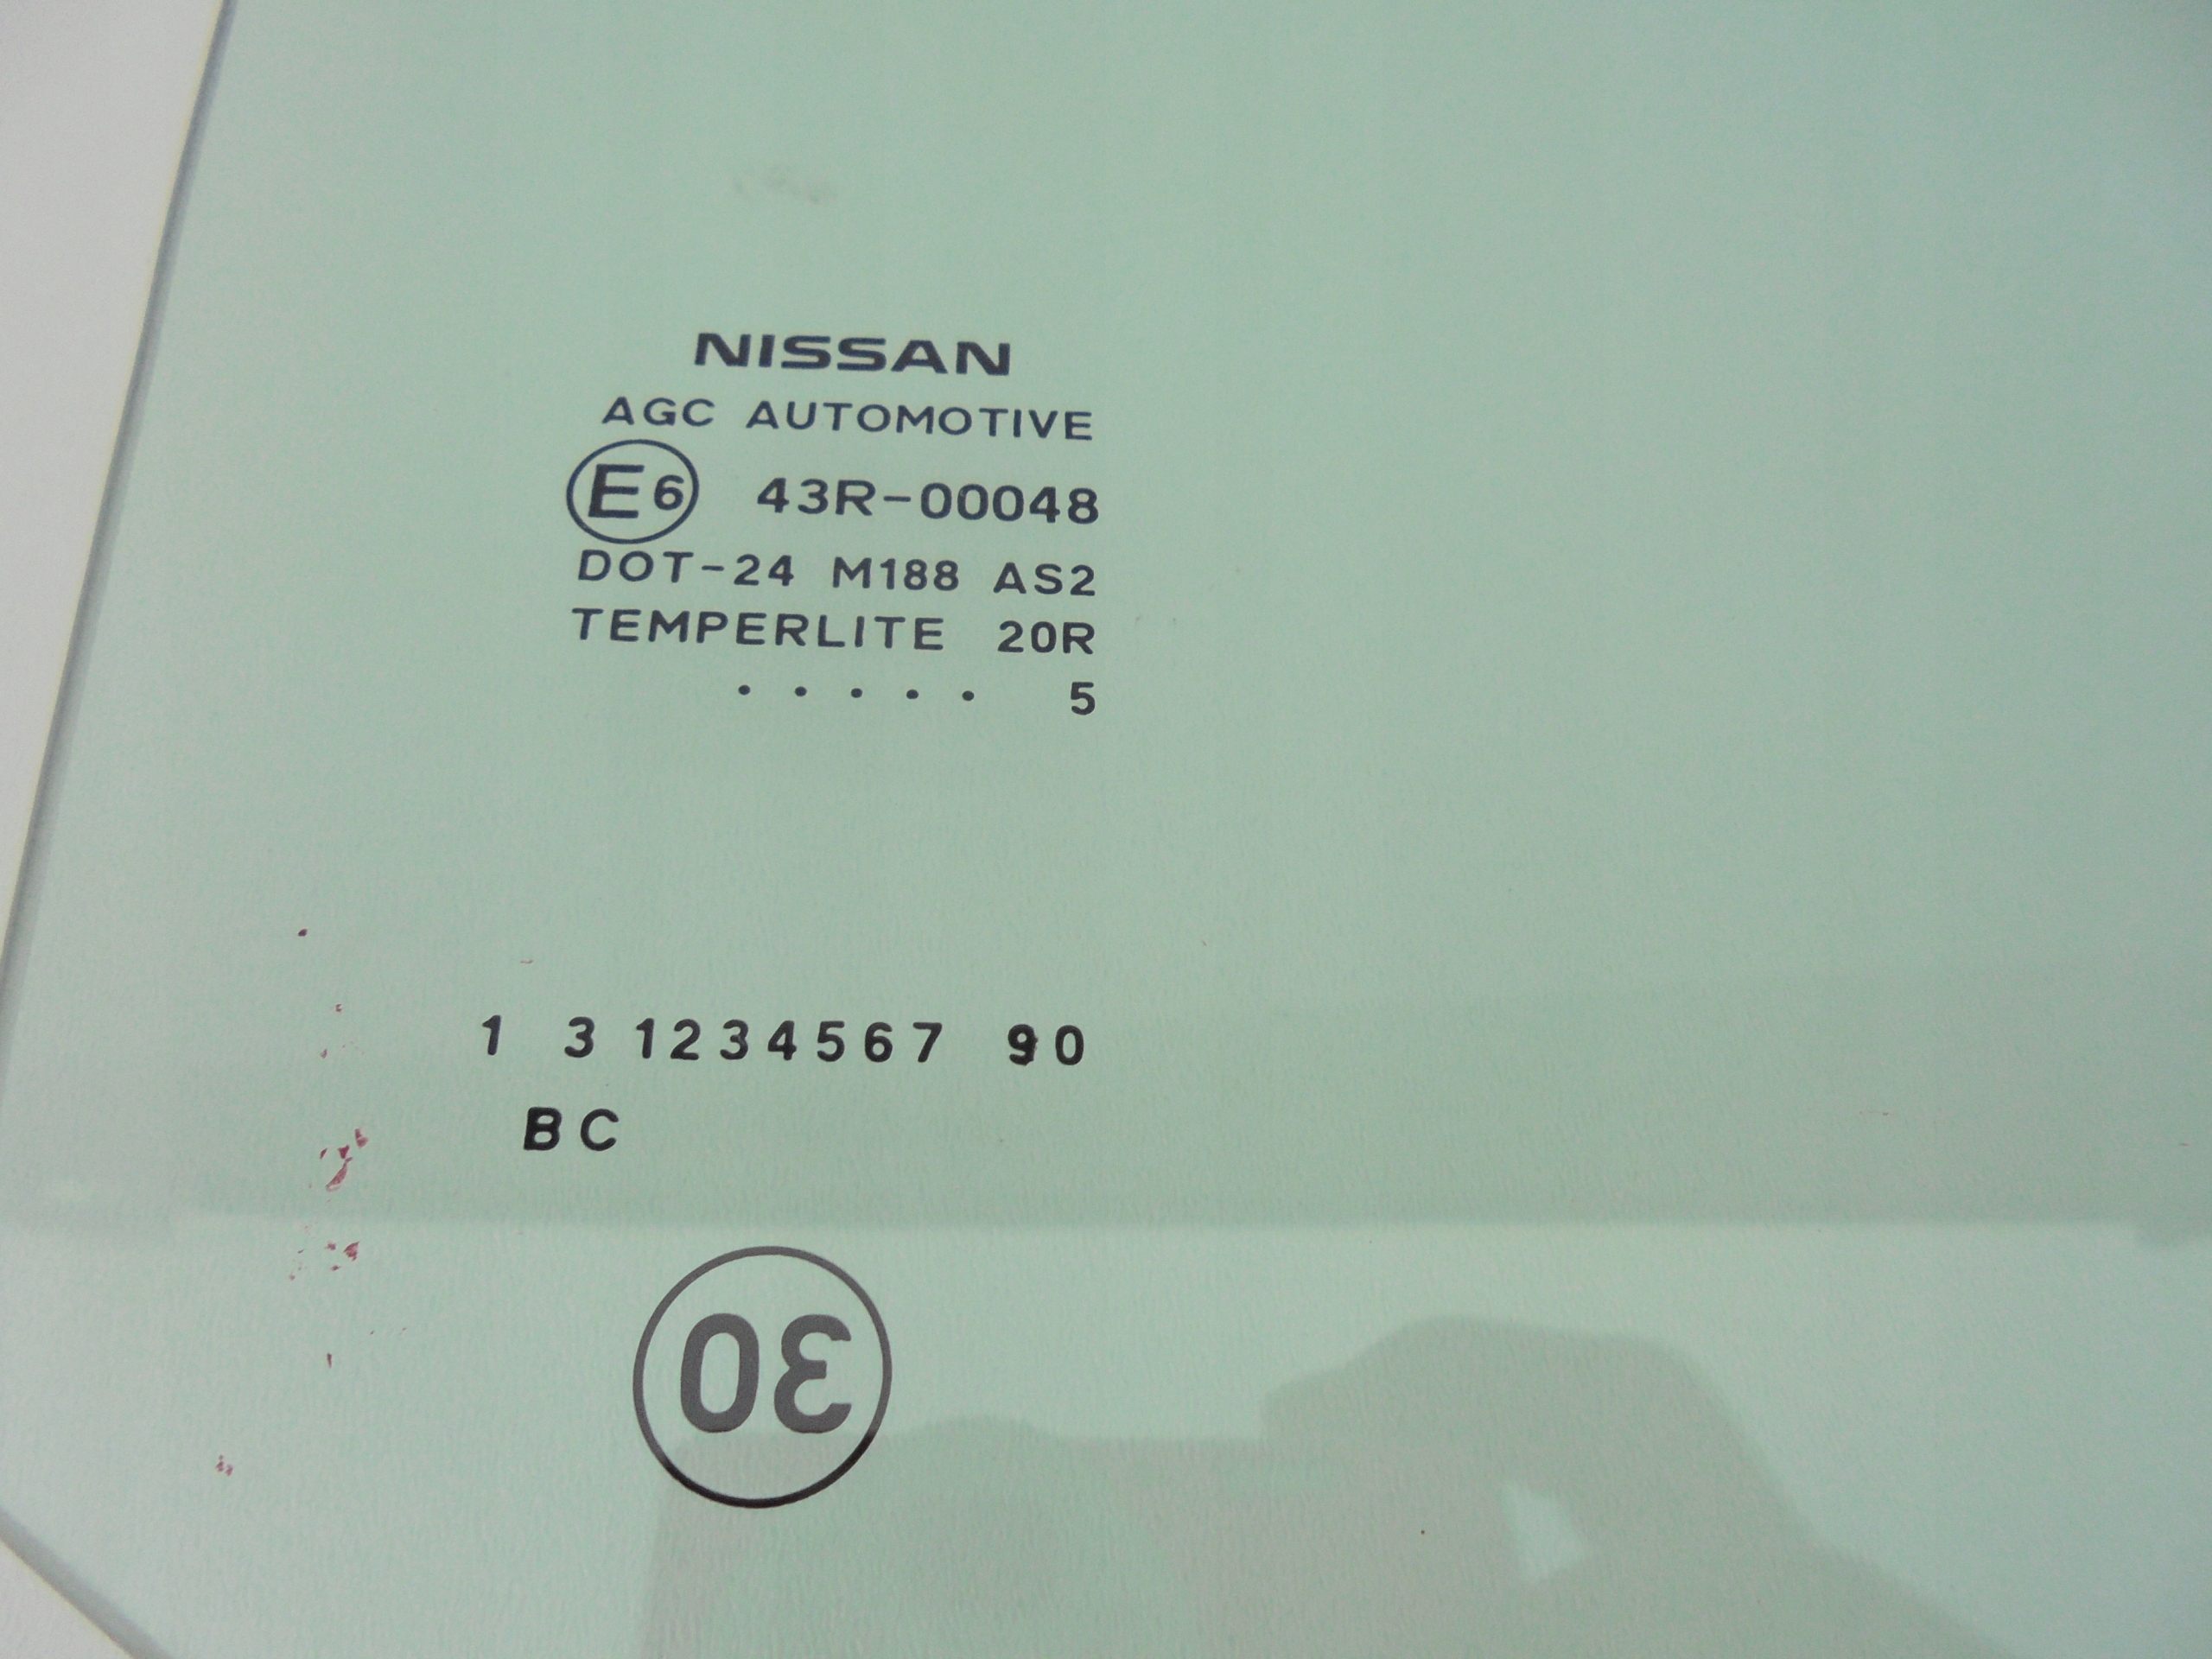 NISSAN
AGC AUTOMOTIVE
E6 43R-00048
DOT-24 M188 AS2
TEMPERLITE 20R
. . . . . 5
1 3 1234567 90
BC
30